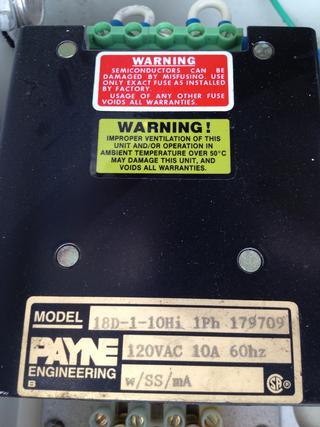 WARNING
SEMICONDUCTORS CAN BE
DAMAGED BY MISFUSING. USE
ONLY EXACT FUSE AS INSTALLED
BY FACTORY.
USAGE OF ANY OTHER FUSE
VOIDS ALL WARRANTIES.
WARNING!
IMPROPER VENTILATION OF THIS
UNIT AND/OR OPERATION IN
AMBIENT TEMPERATURE OVER 50°C
MAY DAMAGE THIS UNIT, AND
VOIDS ALL WARRANTIES.
MODEL 18D-1-10Hi 1Ph 179709
PAYNE 120VAC 10A 60hz
ENGINEERING w/SS/mA
B SA ®